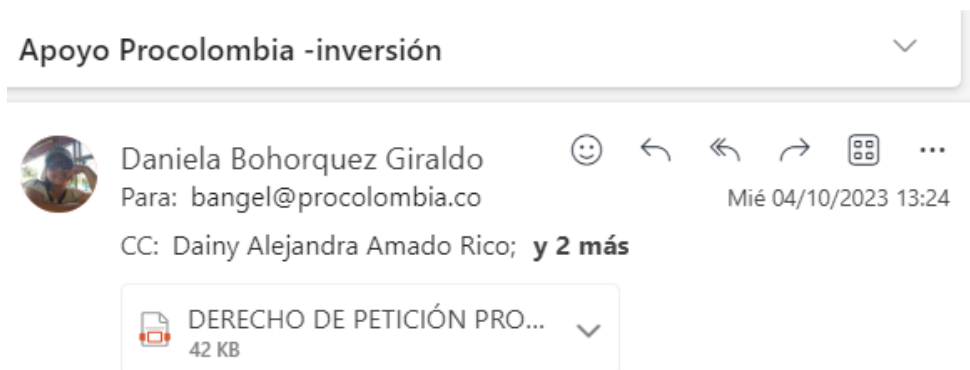 Apoyo Procolombia -inversión
Daniela Bohorquez Giraldo
Para: bangel@procolombia.co
Mié 04/10/2023 13:24
CC: Dainy Alejandra Amado Rico; y 2 más
DERECHO DE PETICIÓN PRO...
42 KB